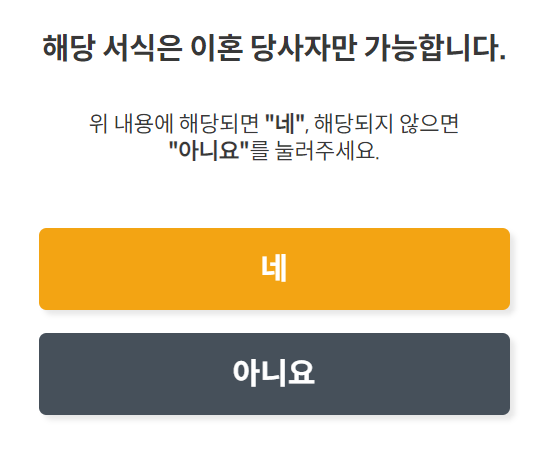 해당 서식은 이혼 당사자만 가능합니다.
위 내용에 해당되면 "네", 해당되지 않으면
"아니요"를 눌러주세요.
네
아니요